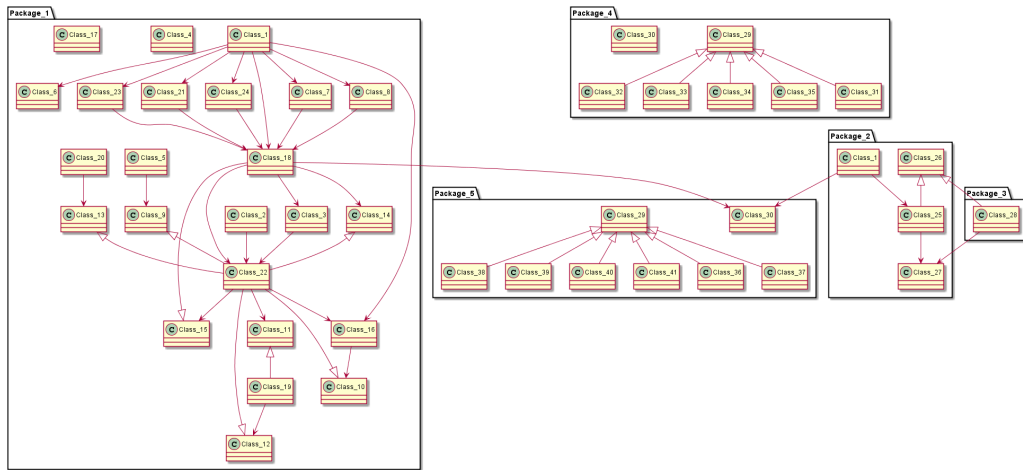 Package_1
Package_4
Class_17
Class_4
Class_1
Class_30
Class_29
Class_6
Class_23
Class_21
Class_24
Class_7
Class_8
Class_32
Class_33
Class_34
Class_35
Class_31
Package_2
Class_20
Class_5
Class_18
Class_1
Class_26
Package_5
Package_3
Class_13
Class_9
Class_2
Class_3
Class_14
Class_29
Class_30
Class_25
Class_28
Class_22
Class_38
Class_39
Class_40
Class_41
Class_36
Class_37
Class_27
Class_15
Class_11
Class_16
Class_19
Class_10
Class_12